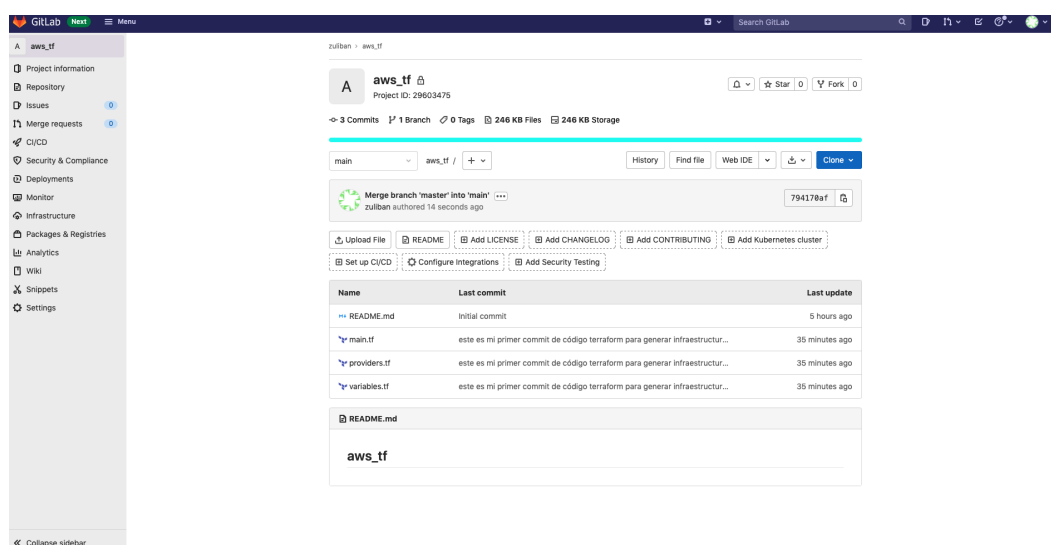 GitLab Next Menu Search GitLab
A aws_tf
Project information
Repository
Issues 0
Merge requests 0
CI/CD
Security & Compliance
Deployments
Monitor
Infrastructure
Packages & Registries
Analytics
Wiki
Snippets
Settings
Collapse sidebar
zuliban > aws_tf
A
aws_tf
Project ID: 29603475
Star 0 Fork 0
3 Commits 1 Branch 0 Tags 246 KB Files 246 KB Storage
main aws_tf / + History Find file Web IDE Clone
Merge branch 'master' into 'main'
zuliban authored 14 seconds ago
794170af
Upload File README Add LICENSE Add CHANGELOG Add CONTRIBUTING Add Kubernetes cluster
Set up CI/CD Configure Integrations Add Security Testing
Name Last commit Last update
README.md Initial commit 5 hours ago
main.tf este es mi primer commit de código terraform para generar infraestructur... 35 minutes ago
providers.tf este es mi primer commit de código terraform para generar infraestructur... 35 minutes ago
variables.tf este es mi primer commit de código terraform para generar infraestructur... 35 minutes ago
README.md
aws_tf